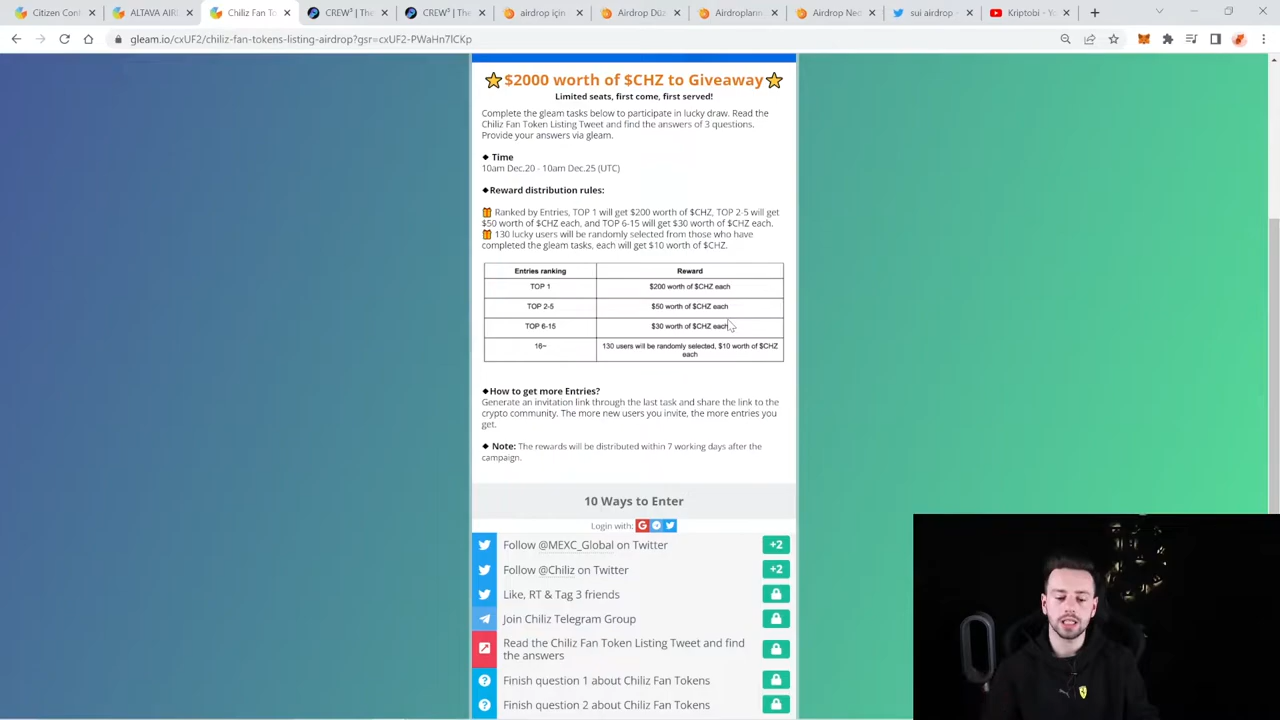 Citizen Conf
ALTAVA AIR
Chiliz Fan To
CREW³ | The
CREW³ | The
airdrop için
Airdrop Düz
Airdropların
Airdrop Ned
sui airdrop -
Kriptobi - Yo
gleam.io/cxUF2/chiliz-fan-tokens-listing-airdrop?gsr=cxUF2-PWaHn7ICKp
$2000 worth of $CHZ to Giveaway
Limited seats, first come, first served!
Complete the gleam tasks below to participate in lucky draw. Read the
Chiliz Fan Token Listing Tweet and find the answers of 3 questions.
Provide your answers via gleam.
◆ Time
10am Dec.20 - 10am Dec.25 (UTC)
◆Reward distribution rules:
🎁 Ranked by Entries, TOP 1 will get $200 worth of $CHZ, TOP 2-5 will get
$50 worth of $CHZ each, and TOP 6-15 will get $30 worth of $CHZ each.
🎁 130 lucky users will be randomly selected from those who have
completed the gleam tasks, each will get $10 worth of $CHZ.
Entries ranking Reward
TOP 1 $200 worth of $CHZ each
TOP 2-5 $50 worth of $CHZ each
TOP 6-15 $30 worth of $CHZ each
16~ 130 users will be randomly selected, $10 worth of $CHZ
each
◆How to get more Entries?
Generate an invitation link through the last task and share the link to the
crypto community. The more new users you invite, the more entries you
get.
◆ Note: The rewards will be distributed within 7 working days after the
campaign.
10 Ways to Enter
Login with:
Follow @MEXC_Global on Twitter +2
Follow @Chiliz on Twitter +2
Like, RT & Tag 3 friends
Join Chiliz Telegram Group
Read the Chiliz Fan Token Listing Tweet and find
the answers
Finish question 1 about Chiliz Fan Tokens
Finish question 2 about Chiliz Fan Tokens